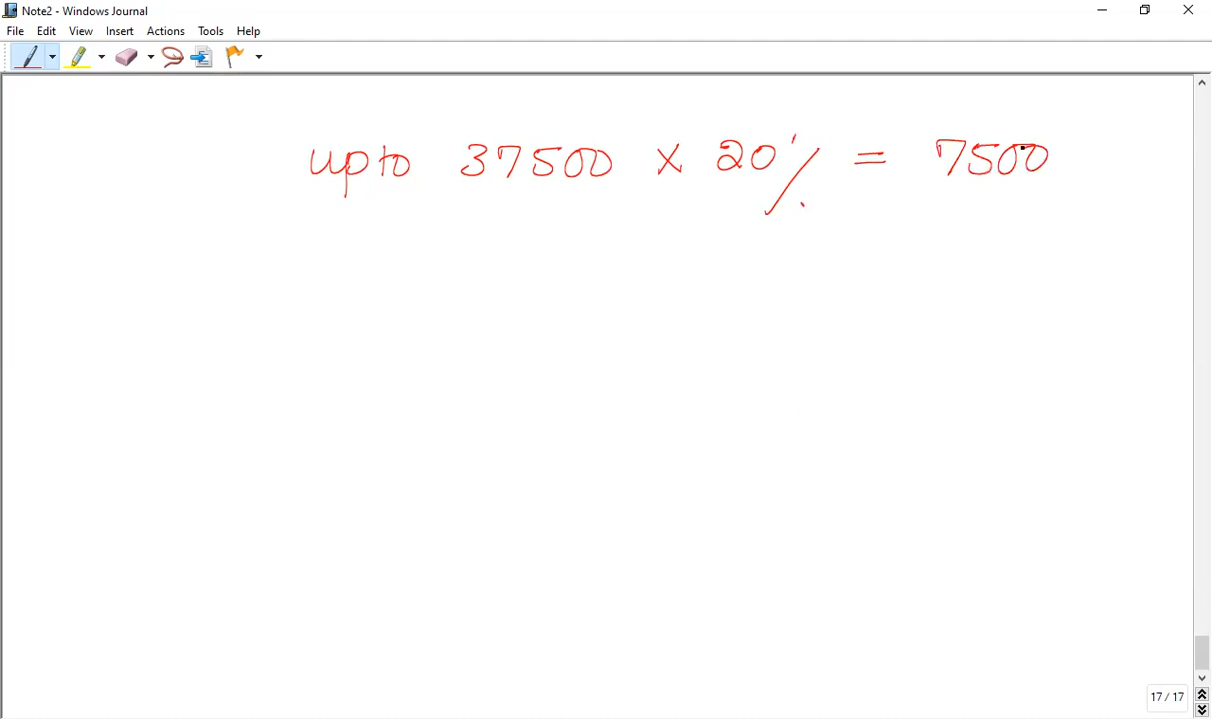 Note2 - Windows Journal
File Edit View Insert Actions Tools Help
upto 37500 x 20% = 7500
17 / 17